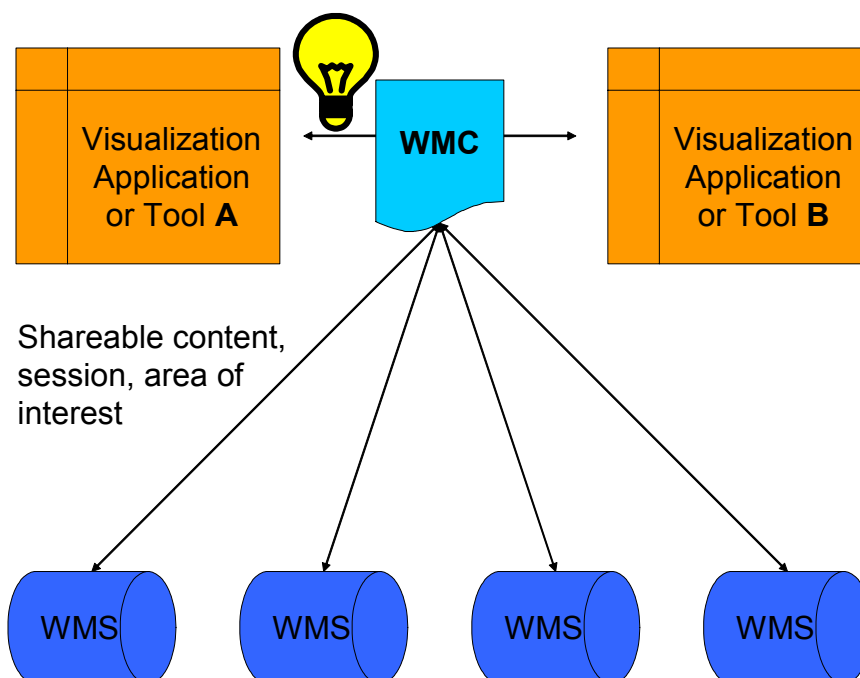 Visualization
Application
or Tool A
WMC
Visualization
Application
or Tool B
Shareable content,
session, area of
interest
WMS
WMS
WMS
WMS